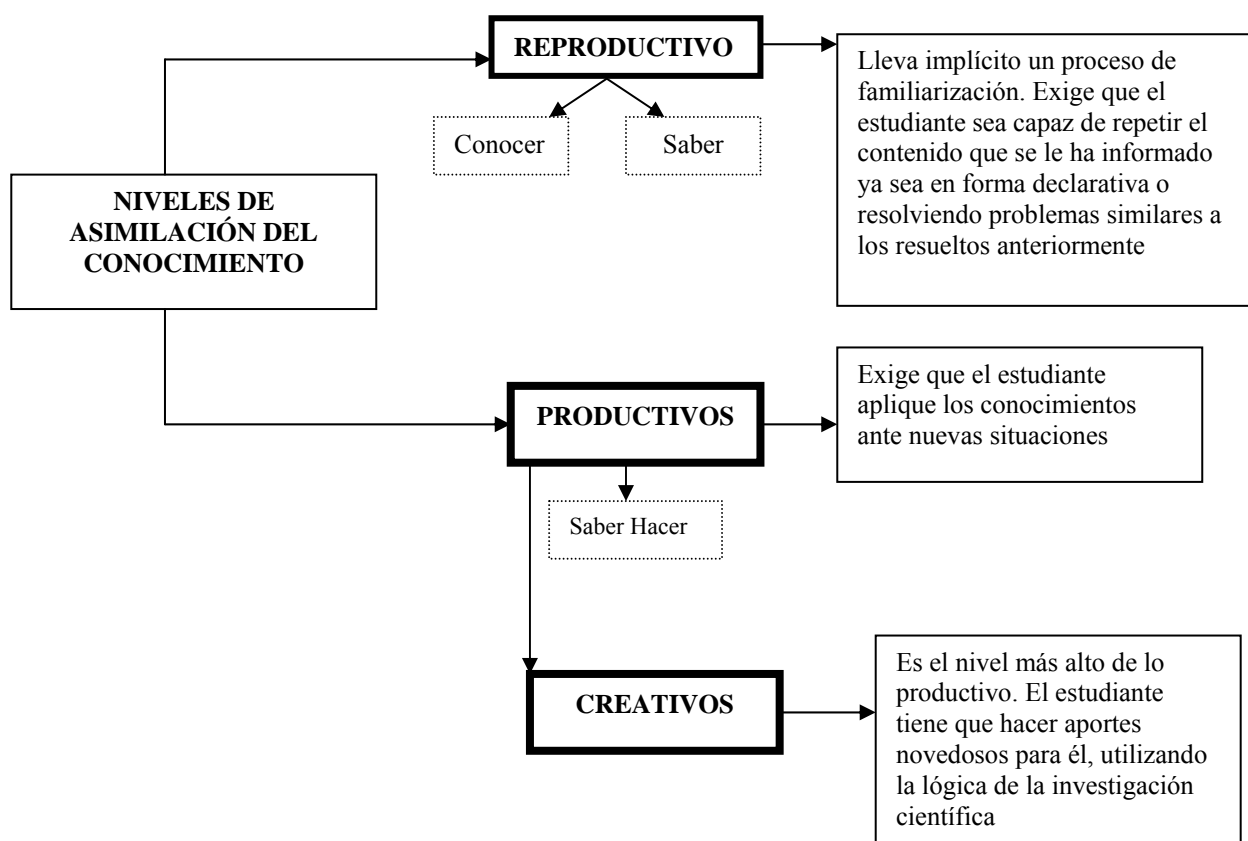 REPRODUCTIVO
Lleva implícito un proceso de
familiarización. Exige que el
estudiante sea capaz de repetir el
contenido que se le ha informado
ya sea en forma declarativa o
resolviendo problemas similares a
los resueltos anteriormente
Conocer
Saber
NIVELES DE
ASIMILACIÓN DEL
CONOCIMIENTO
PRODUCTIVOS
Exige que el estudiante
aplique los conocimientos
ante nuevas situaciones
Saber Hacer
CREATIVOS
Es el nivel más alto de lo
productivo. El estudiante
tiene que hacer aportes
novedosos para él, utilizando
la lógica de la investigación
científica